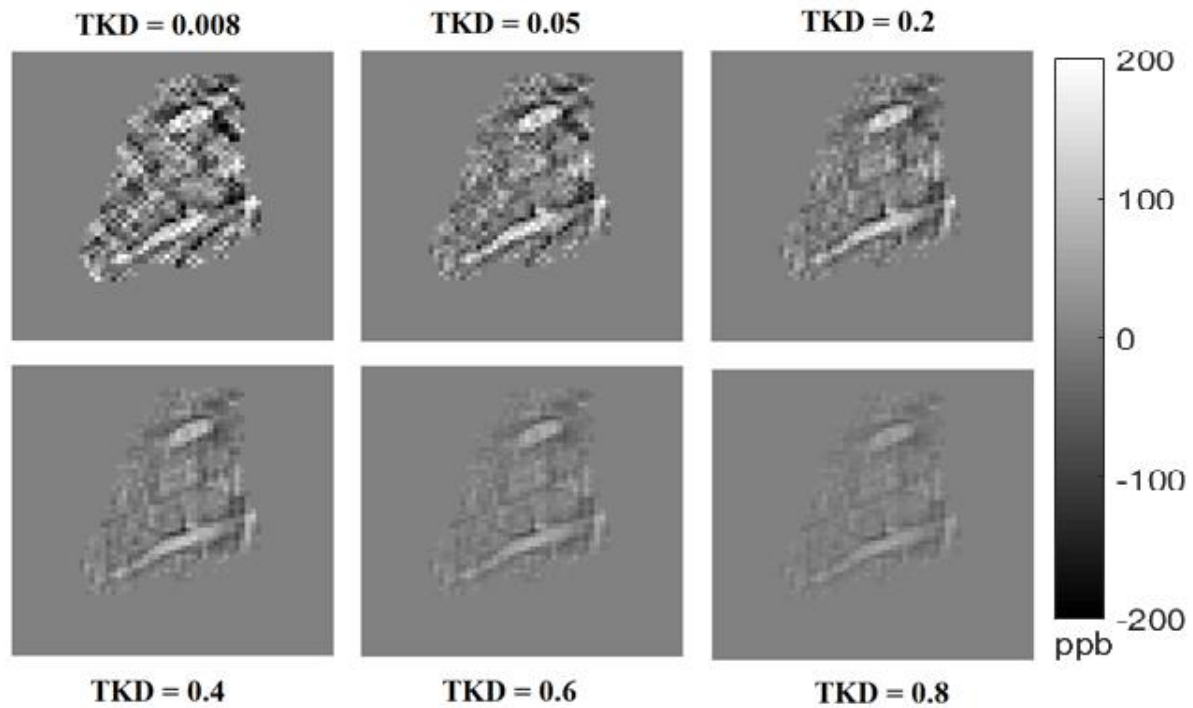 TKD = 0.008
TKD = 0.05
TKD = 0.2
200
100
0
-100
-200
ppb
TKD = 0.4
TKD = 0.6
TKD = 0.8